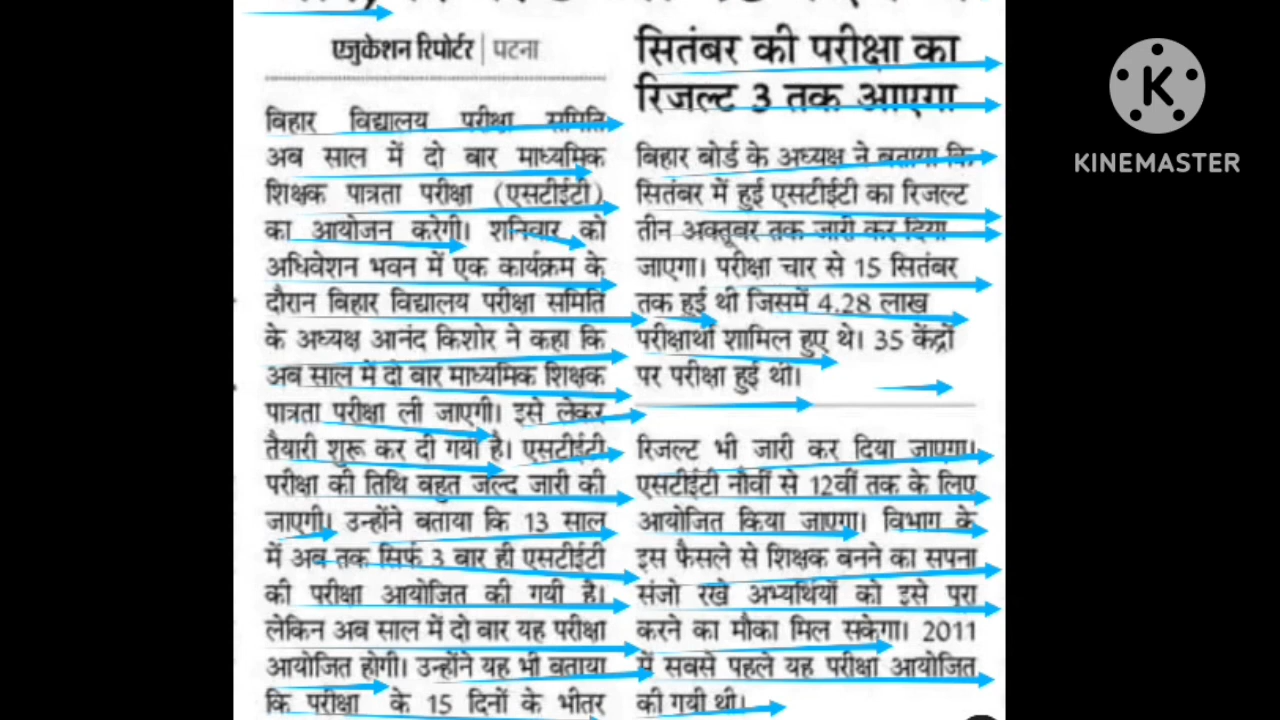 एजुकेशन रिपोर्टर | पटना
बिहार विद्यालय परीक्षा समिति
अब साल में दो बार माध्यमिक
शिक्षक पात्रता परीक्षा (एसटीईटी)
का आयोजन करेगी। शनिवार को
अधिवेशन भवन में एक कार्यक्रम के
दौरान बिहार विद्यालय परीक्षा समिति
के अध्यक्ष आनंद किशोर ने कहा कि
अब साल में दो बार माध्यमिक शिक्षक
पात्रता परीक्षा ली जाएगी। इसे लेकर
तैयारी शुरू कर दी गयी है। एसटीईटी
परीक्षा की तिथि बहुत जल्द जारी की
जाएगी। उन्होंने बताया कि 13 साल
में अब तक सिर्फ 3 बार ही एसटीईटी
की परीक्षा आयोजित की गयी है।
लेकिन अब साल में दो बार यह परीक्षा
आयोजित होगी। उन्होंने यह भी बताया
कि परीक्षा के 15 दिनों के भीतर
सितंबर की परीक्षा का
रिजल्ट 3 तक आएगा
बिहार बोर्ड के अध्यक्ष ने बताया कि
सितंबर में हुई एसटीईटी का रिजल्ट
तीन अक्तूबर तक जारी कर दिया
जाएगा। परीक्षा चार से 15 सितंबर
तक हुई थी जिसमें 4.28 लाख
परीक्षार्थी शामिल हुए थे। 35 केंद्रों
पर परीक्षा हुई थी।
रिजल्ट भी जारी कर दिया जाएगा।
एसटीईटी नौवीं से 12वीं तक के लिए
आयोजित किया जाएगा। विभाग के
इस फैसले से शिक्षक बनने का सपना
संजो रखे अभ्यर्थियों को इसे पूरा
करने का मौका मिल सकेगा। 2011
में सबसे पहले यह परीक्षा आयोजित
की गयी थी।
K
KINEMASTER